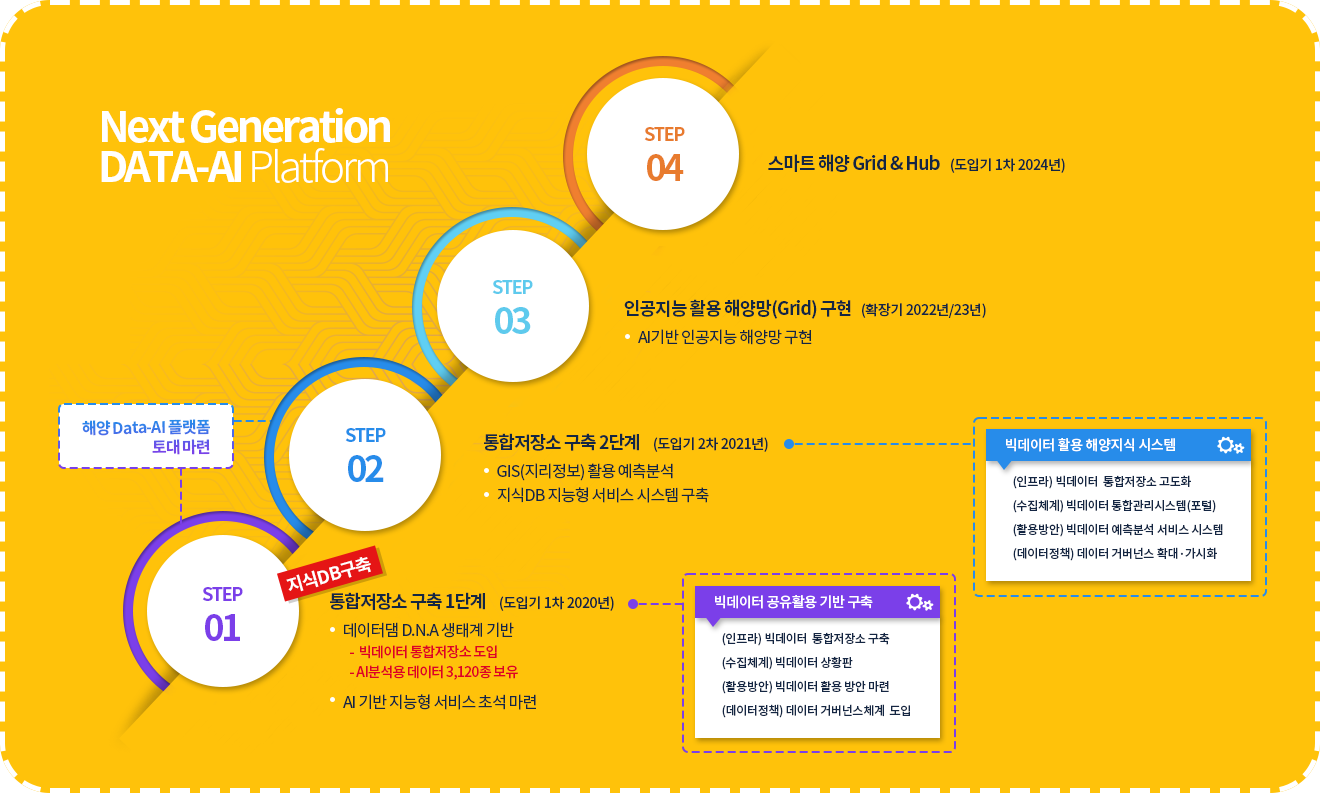 Next Generation
DATA-AI Platform
STEP
04
스마트 해양 Grid & Hub (도입기 1차 2024년)
STEP
03
인공지능 활용 해양망(Grid) 구현 (확장기 2022년/23년)
AI기반 인공지능 해양망 구현
해양 Data-AI 플랫폼
토대 마련
STEP
02
통합저장소 구축 2단계 (도입기 2차 2021년)
• GIS(지리정보) 활용 예측분석
• 지식DB 지능형 서비스 시스템 구축
빅데이터 활용 해양지식 시스템
(인프라) 빅데이터 통합저장소 고도화
(수집체계) 빅데이터 통합관리시스템(포털)
(활용방안) 빅데이터 예측분석 서비스 시스템
(데이터정책) 데이터 거버넌스 확대·가시화
STEP
01
지식DB구축
통합저장소 구축 1단계 (도입기 1차 2020년)
• 데이터댐 D.N.A 생태계 기반
- 빅데이터 통합저장소 도입
- AI분석용 데이터 3,120종 보유
• AI 기반 지능형 서비스 초석 마련
빅데이터 공유활용 기반 구축
(인프라) 빅데이터 통합저장소 구축
(수집체계) 빅데이터 상황판
(활용방안) 빅데이터 활용 방안 마련
(데이터정책) 데이터 거버넌스체계 도입